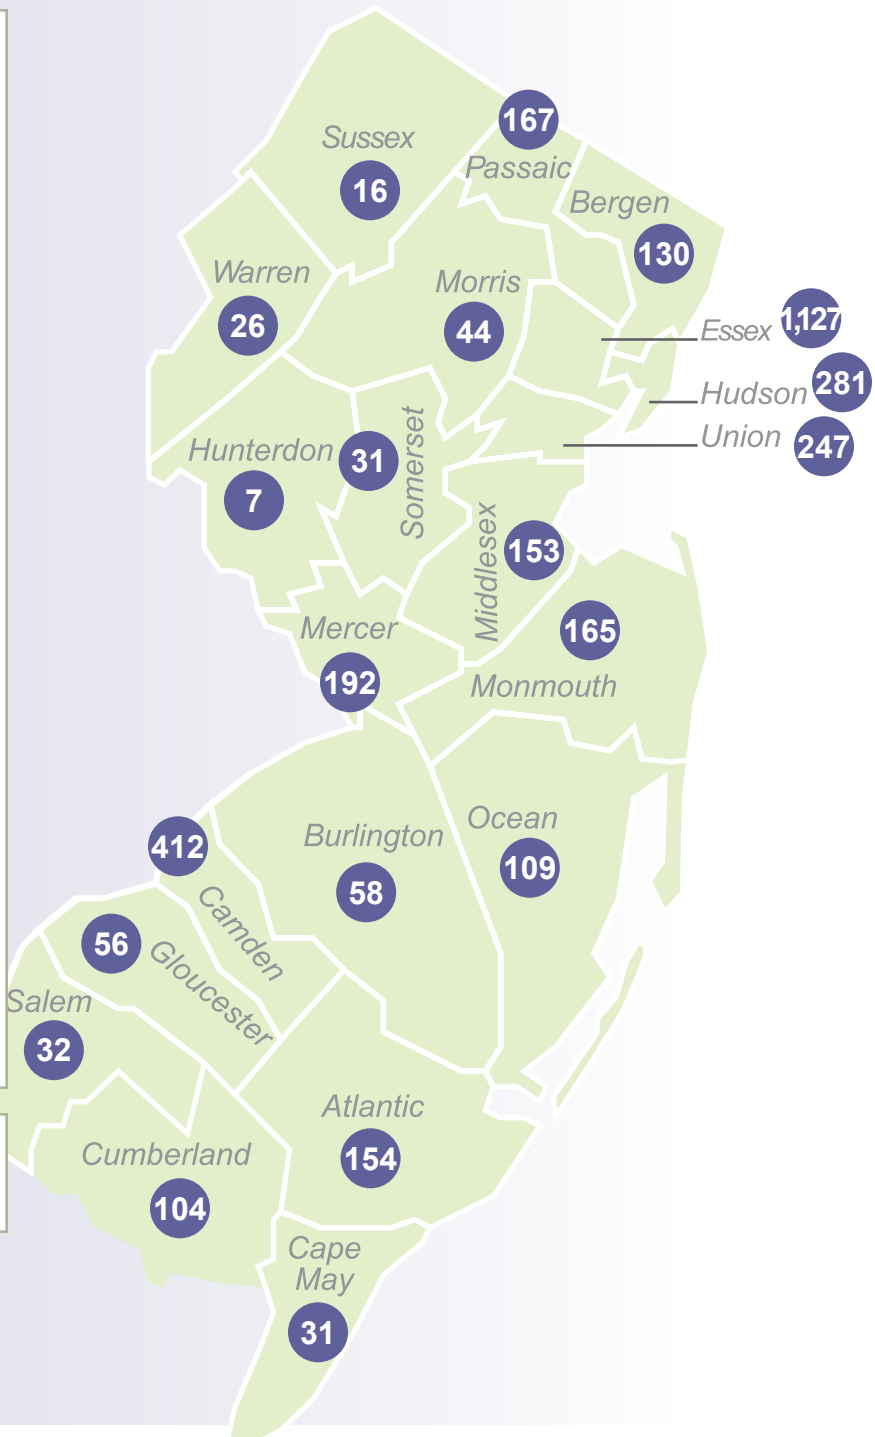 167
Sussex
Passaic
16
Bergen
130
Warren
Morris
26
44
Essex 1,127
Hudson 281
Union 247
Hunterdon
31
Somerset
7
Middlesex
153
Mercer
165
192
Monmouth
Ocean
Burlington
412
109
58
Camden
56
Gloucester
Salem
32
Atlantic
Cumberland
154
104
Cape
May
31